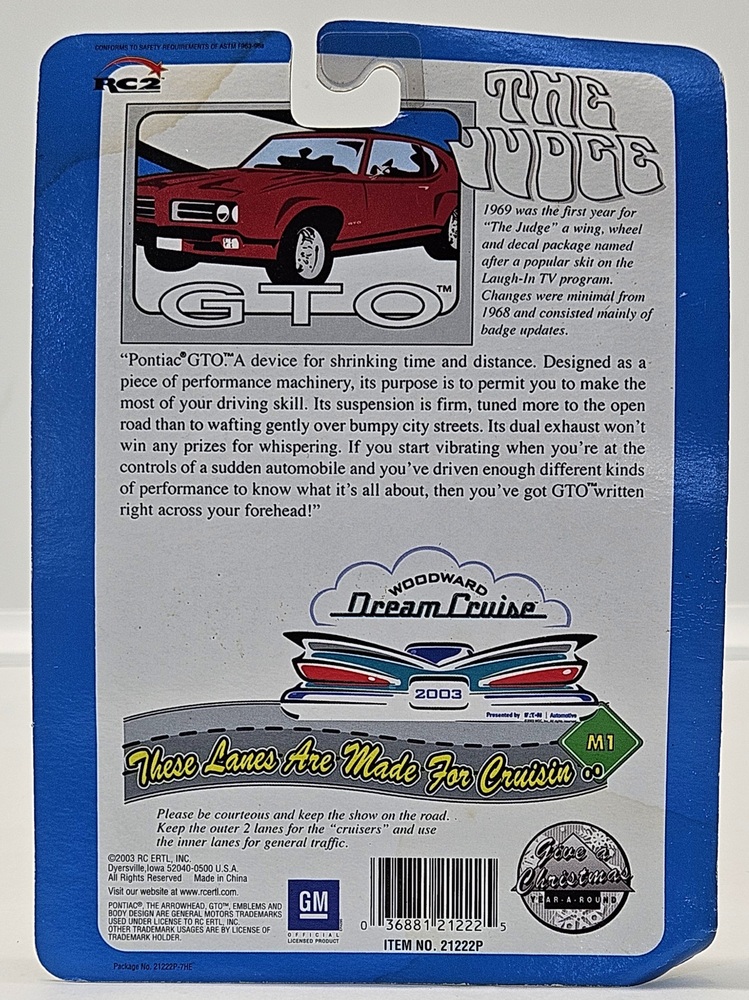 CONFORMS TO SAFETY REQUIREMENTS OF ASTM F963-96a
RC2
THE
JUDGE
GTO™
1969 was the first year for
"The Judge" a wing, wheel
and decal package named
after a popular skit on the
Laugh-In TV program.
Changes were minimal from
1968 and consisted mainly of
badge updates.
“Pontiac® GTO.™ A device for shrinking time and distance. Designed as a
piece of performance machinery, its purpose is to permit you to make the
most of your driving skill. Its suspension is firm, tuned more to the open
road than to wafting gently over bumpy city streets. Its dual exhaust won’t
win any prizes for whispering. If you start vibrating when you’re at the
controls of a sudden automobile and you’ve driven enough different kinds
of performance to know what it’s all about, then you’ve got GTO™ written
right across your forehead!”
WOODWARD
Dream Cruise
2003
Presented by EATON | Automotive
M1
These Lanes Are Made For Cruisin'
Please be courteous and keep the show on the road.
Keep the outer 2 lanes for the “cruisers” and use
the inner lanes for general traffic.
©2003 RC ERTL, INC.
Dyersville, Iowa 52040-0500 U.S.A.
All Rights Reserved Made in China
Visit our website at www.rcertl.com.
PONTIAC®, THE ARROWHEAD, GTO™, EMBLEMS AND
BODY DESIGN ARE GENERAL MOTORS TRADEMARKS
USED UNDER LICENSE TO RC ERTL, INC.
OTHER TRADEMARK USAGES ARE BY LICENSE OF
TRADEMARK HOLDER.
GM
OFFICIAL
LICENSED PRODUCT
0 36881 21222 5
ITEM NO. 21222P
Give a
Christmas
YEAR-A-ROUND
Package No. 21222P-7HE